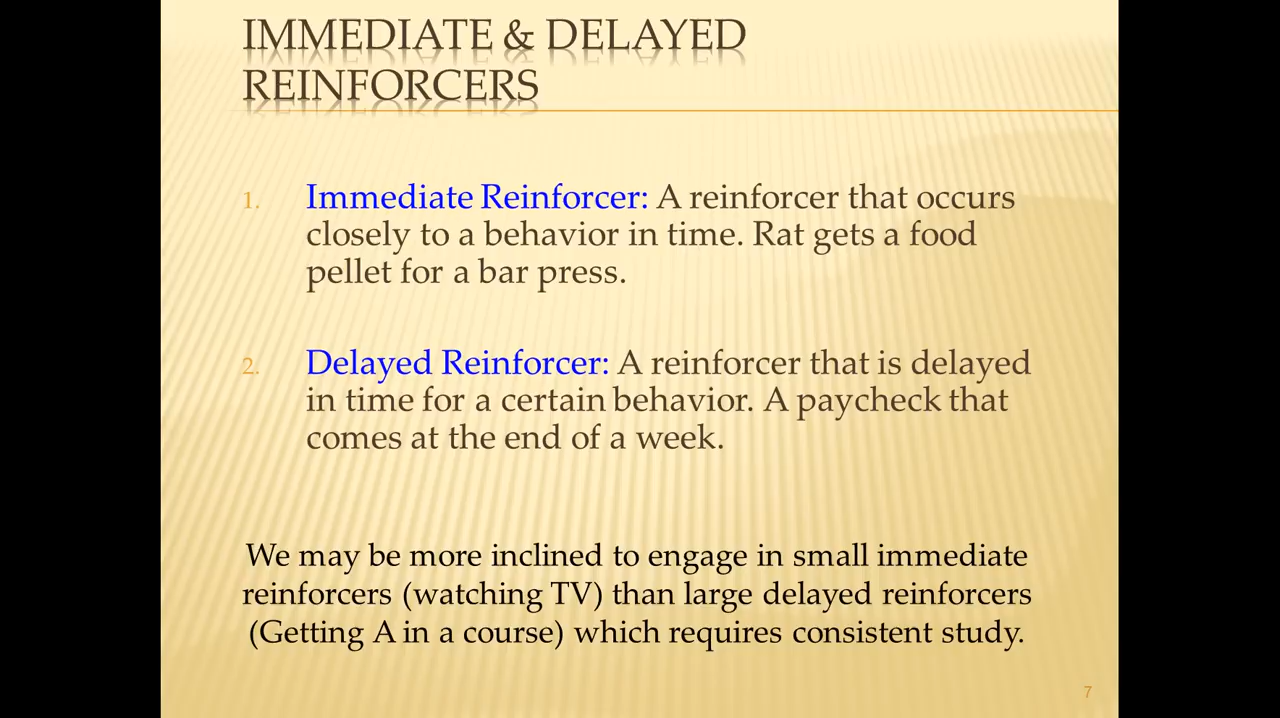 IMMEDIATE & DELAYED
REINFORCERS
1. Immediate Reinforcer: A reinforcer that occurs
closely to a behavior in time. Rat gets a food
pellet for a bar press.
2. Delayed Reinforcer: A reinforcer that is delayed
in time for a certain behavior. A paycheck that
comes at the end of a week.
We may be more inclined to engage in small immediate
reinforcers (watching TV) than large delayed reinforcers
(Getting A in a course) which requires consistent study.
7